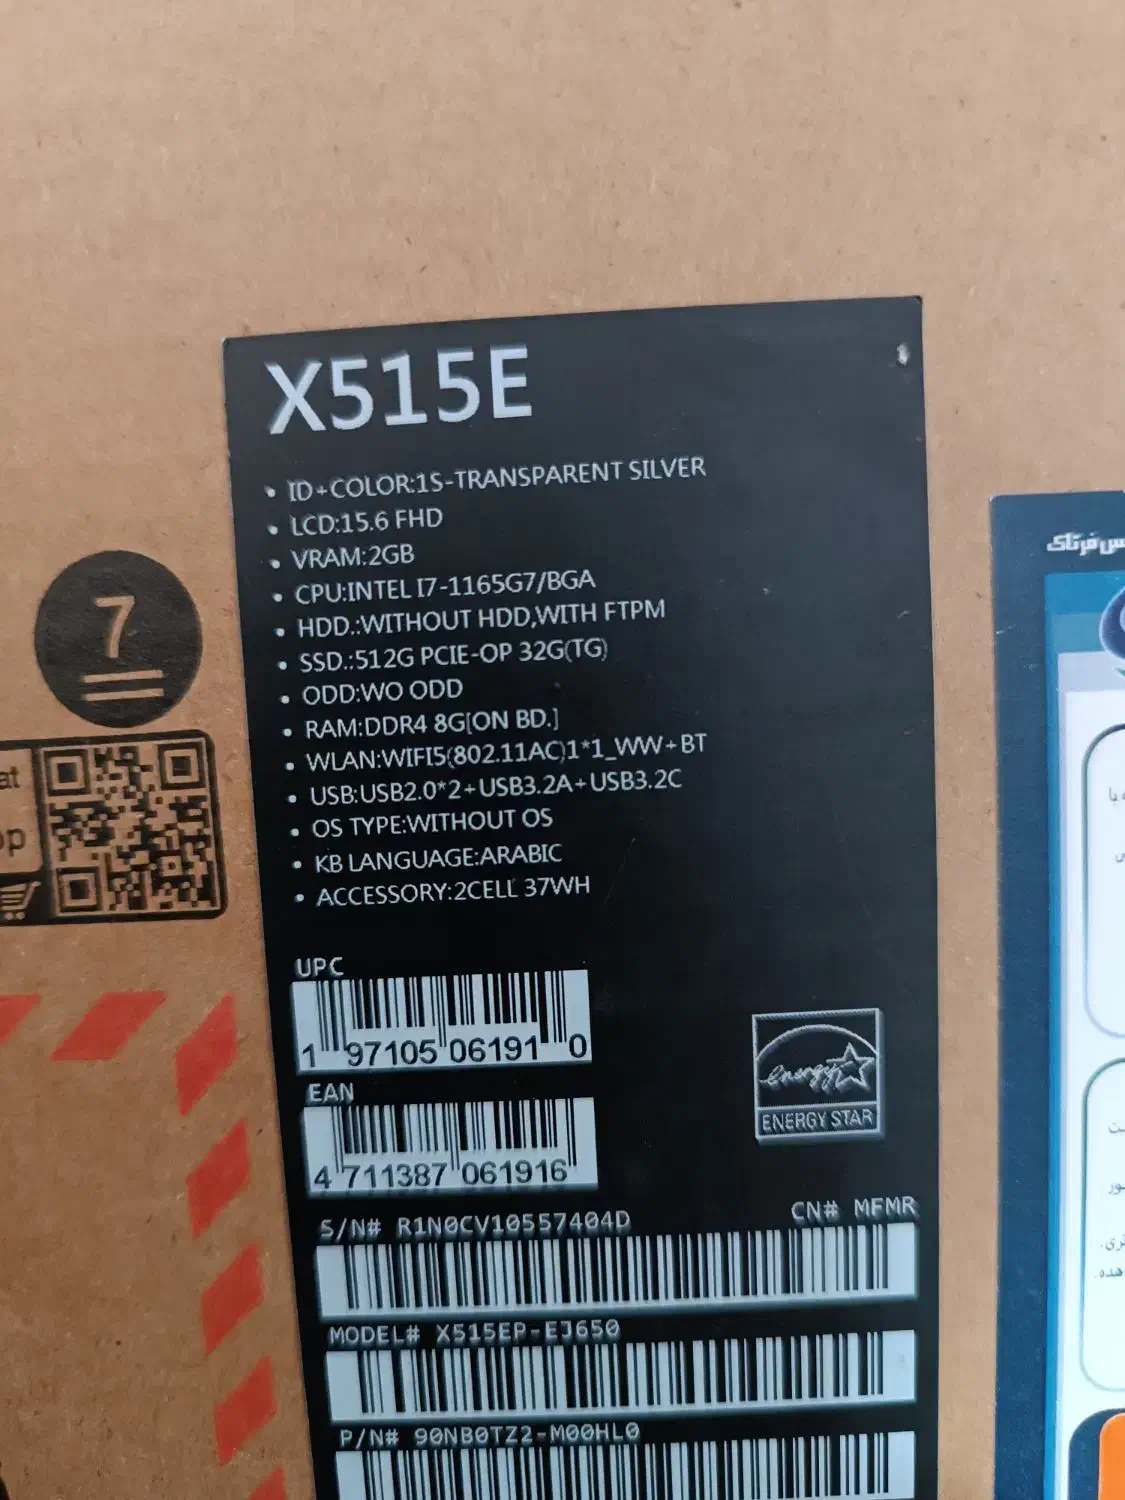 X515E
• ID+COLOR:1S-TRANSPARENT SILVER
• LCD:15.6 FHD
• VRAM:2GB
• CPU:INTEL I7-1165G7/BGA
• HDD.:WITHOUT HDD,WITH FTPM
• SSD.:512G PCIE-OP 32G(TG)
• ODD:WO ODD
• RAM:DDR4 8G[ON BD.]
• WLAN:WIFI5(802.11AC)1*1_WW+BT
• USB:USB2.0*2+USB3.2A+USB3.2C
• OS TYPE:WITHOUT OS
• KB LANGUAGE:ARABIC
• ACCESSORY:2CELL 37WH
UPC
1 97105 06191 0
EAN
4 711387 061916
energy
ENERGY STAR
S/N# R1N0CV10557404D
CN# MFMR
MODEL# X515EP-EJ650
P/N# 90NB0TZ2-M00HL0
7
فرتاک